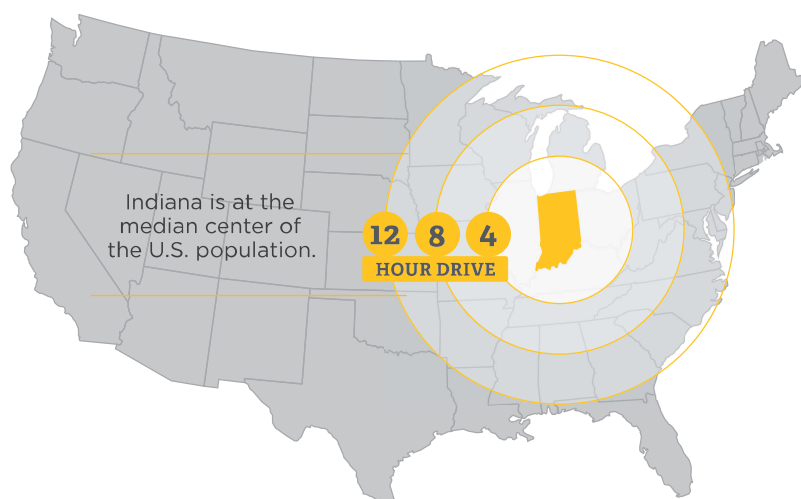 Indiana is at the
median center of
the U.S. population.
12 8 4
HOUR DRIVE